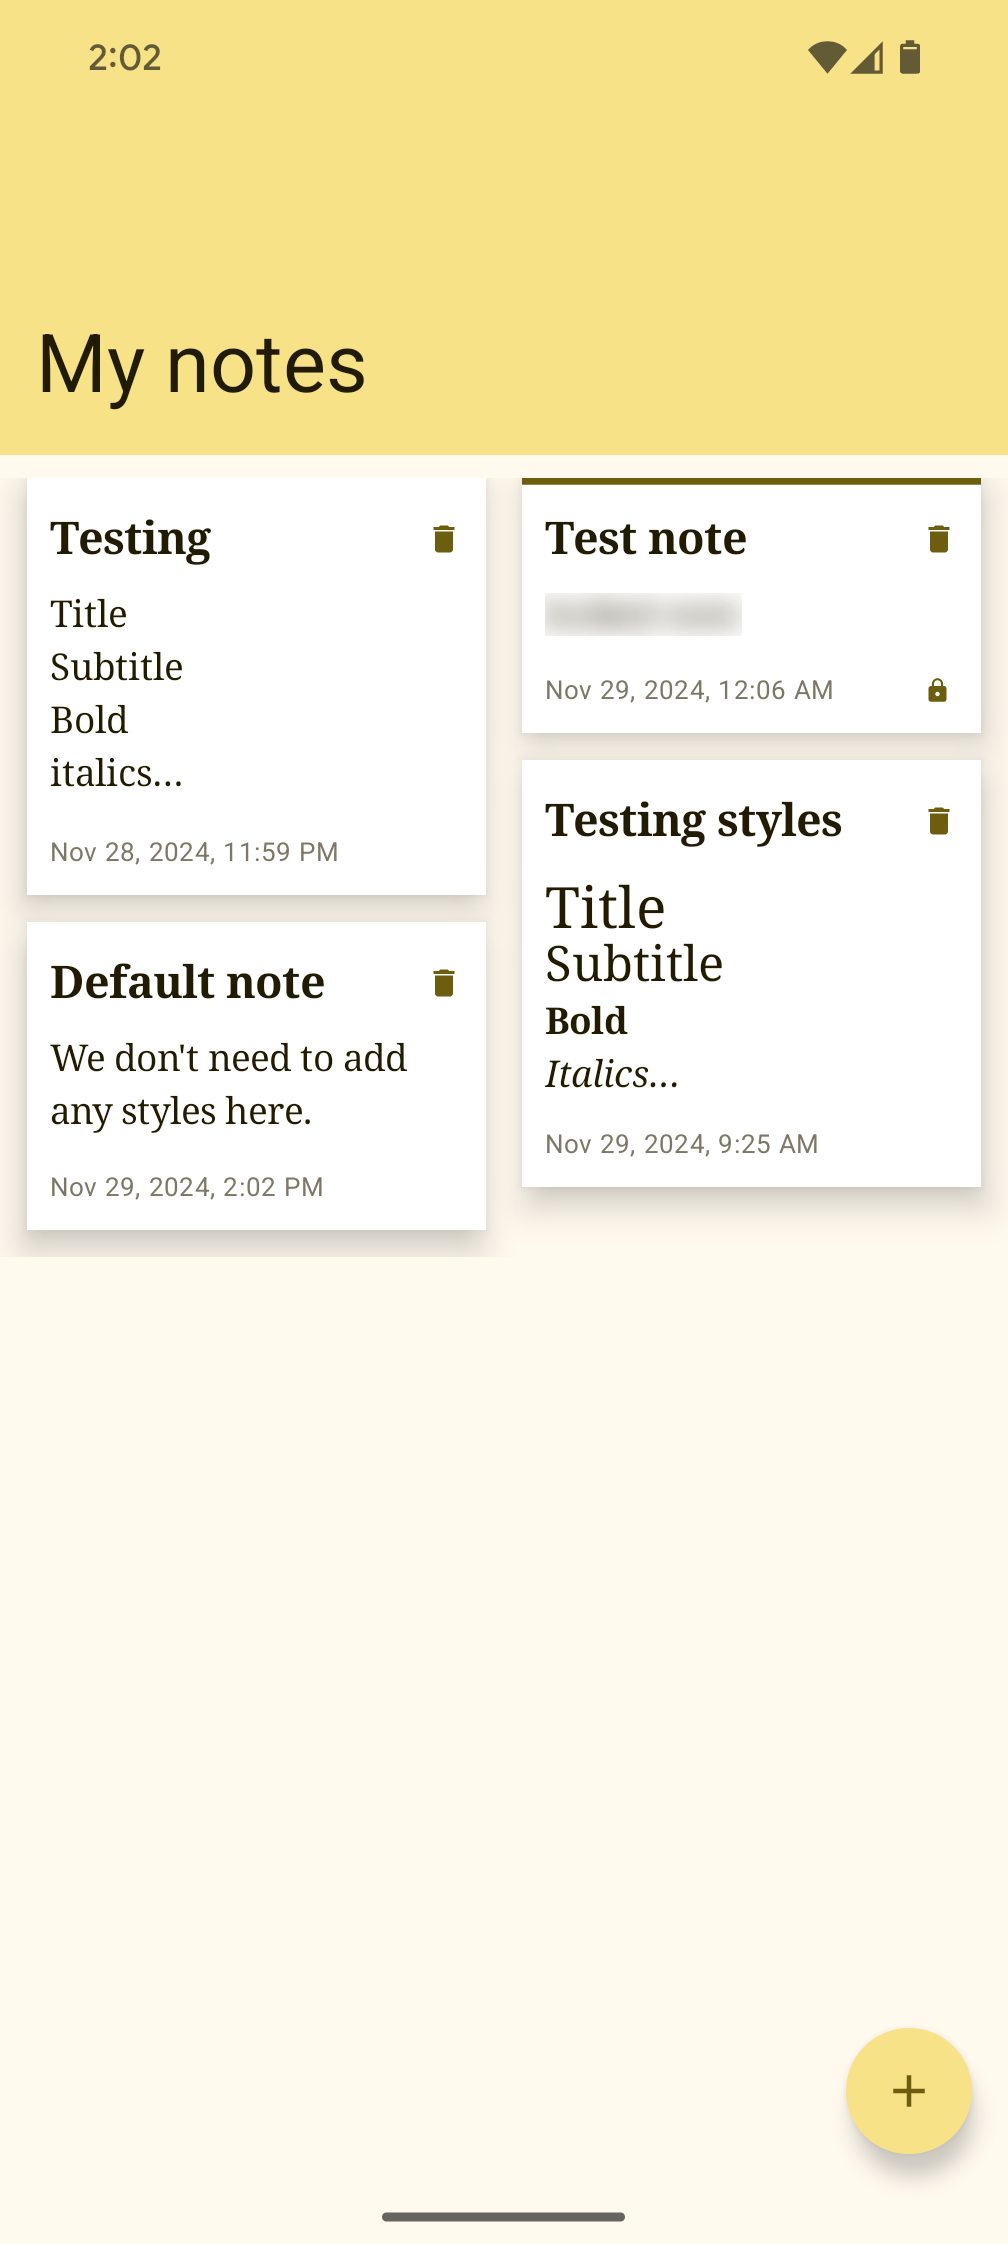 2:02
My notes
Testing
Title
Subtitle
Bold
italics...
Nov 28, 2024, 11:59 PM
Default note
We don't need to add
any styles here.
Nov 29, 2024, 2:02 PM
Test note
Nov 29, 2024, 12:06 AM
Testing styles
Title
Subtitle
Bold
Italics...
Nov 29, 2024, 9:25 AM